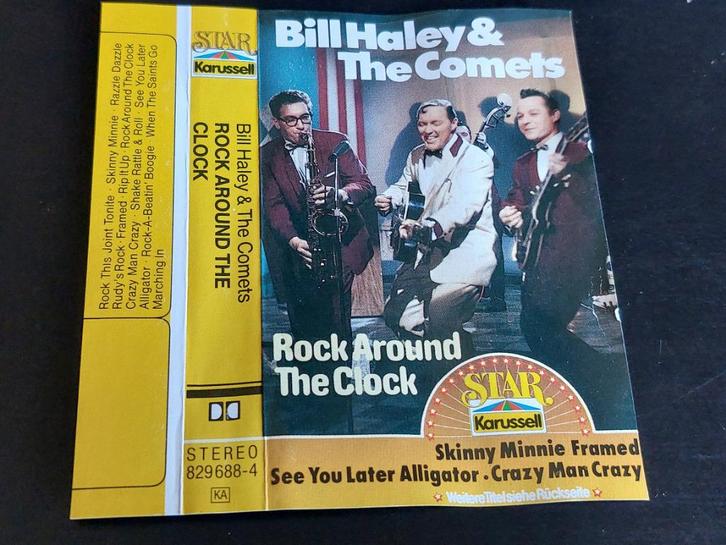 Rock This Joint Tonite · Skinny Minnie · Razzle Dazzle
Rudy's Rock · Framed · Rip It Up · Rock Around The Clock
Crazy Man Crazy · Shake Rattle & Roll · See You Later
Alligator · Rock-A-Beatin' Boogie · When The Saints Go
Marching In
STAR
Karussell
Bill Haley & The Comets
ROCK AROUND THE
CLOCK
STEREO
829 688-4
KA
Bill Haley &
The Comets
Rock Around
The Clock
STAR
Karussell
Skinny Minnie Framed
See You Later Alligator · Crazy Man Crazy
Weitere Titel siehe Rückseite